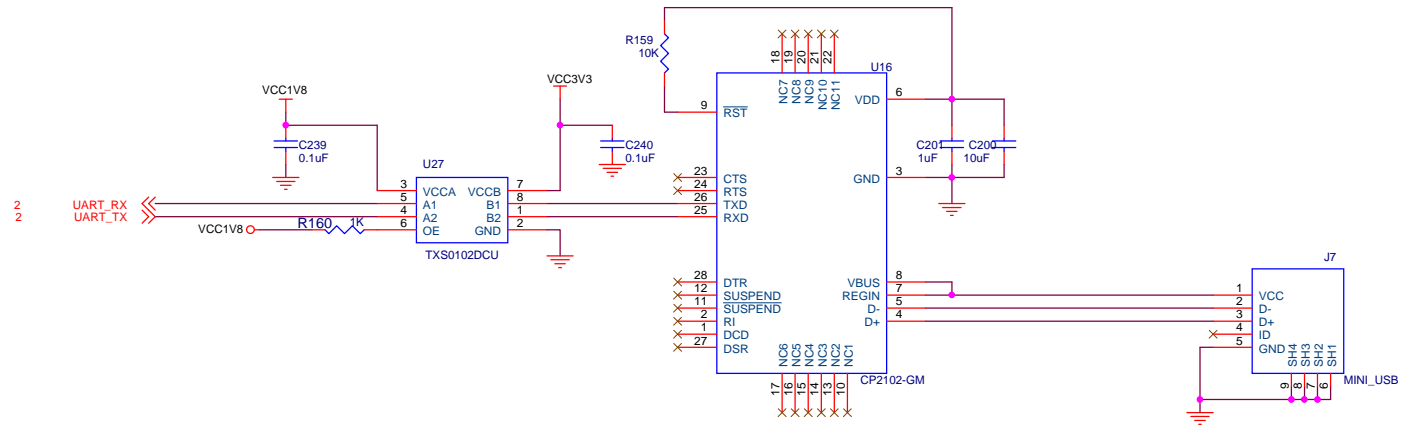 R159
10K
18
19
20
21
22
U16
NC7
NC8
NC9
NC10
NC11
VCC1V8
VCC3V3
9
RST
VDD
6
C239
0.1uF
C240
0.1uF
C201
1uF
C200
10uF
U27
3
VCCA
VCCB
7
5
A1
B1
8
4
A2
B2
1
6
OE
GND
2
TXS0102DCU
23
CTS
24
RTS
26
TXD
25
RXD
GND
3
2
UART_RX
2
UART_TX
VCC1V8
R160
1K
28
DTR
12
SUSPEND
11
SUSPEND
2
RI
1
DCD
27
DSR
VBUS
8
REGIN
7
D-
5
D+
4
NC6
NC5
NC4
NC3
NC2
NC1
17
16
15
14
13
10
CP2102-GM
J7
1
VCC
2
D-
3
D+
4
ID
5
GND
SH4
SH3
SH2
SH1
9
8
7
6
MINI_USB